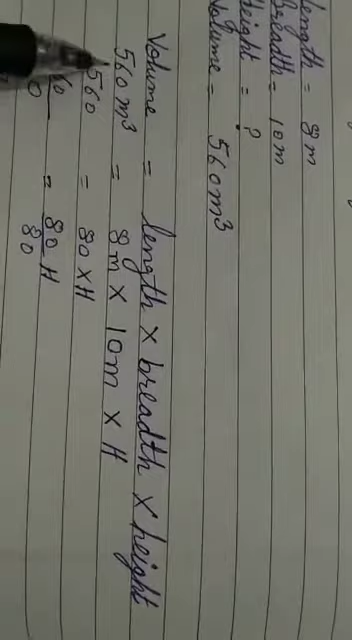 length = 8m
Breadth = 10m
Height = ?
Volume = 560m³
Volume = length × breadth × height
560m³ = 8m × 10m × H
560 = 80 × H
= 80 H
80